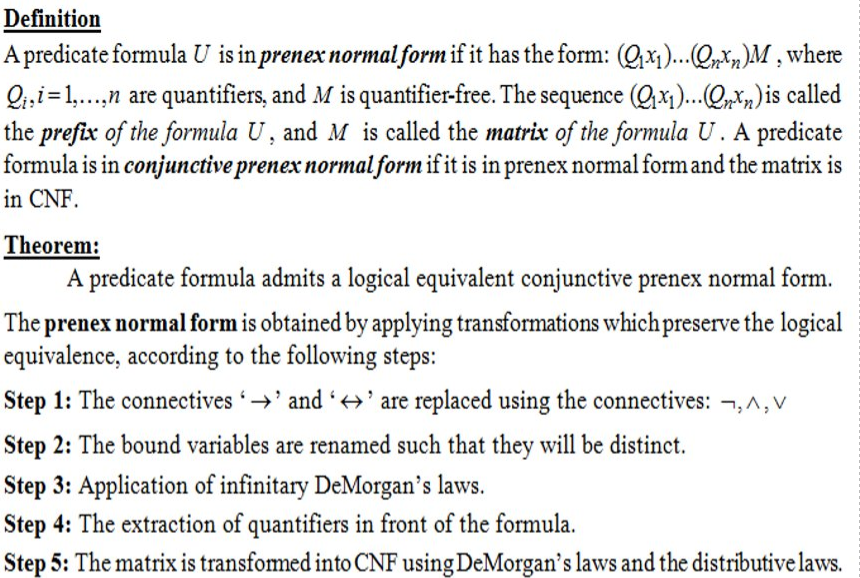 Definition
A predicate formula U is in prenex normal form if it has the form: (Q₁x₁)...(Qₙxₙ)M , where
Qᵢ,i=1,...,n are quantifiers, and M is quantifier-free. The sequence (Q₁x₁)...(Qₙxₙ) is called
the prefix of the formula U, and M is called the matrix of the formula U. A predicate
formula is in conjunctive prenex normal form if it is in prenex normal form and the matrix is
in CNF.
Theorem:
A predicate formula admits a logical equivalent conjunctive prenex normal form.
The prenex normal form is obtained by applying transformations which preserve the logical
equivalence, according to the following steps:
Step 1: The connectives ‘→’ and ‘↔’ are replaced using the connectives: ¬,∧,∨
Step 2: The bound variables are renamed such that they will be distinct.
Step 3: Application of infinitary DeMorgan’s laws.
Step 4: The extraction of quantifiers in front of the formula.
Step 5: The matrix is transformed into CNF using DeMorgan’s laws and the distributive laws.